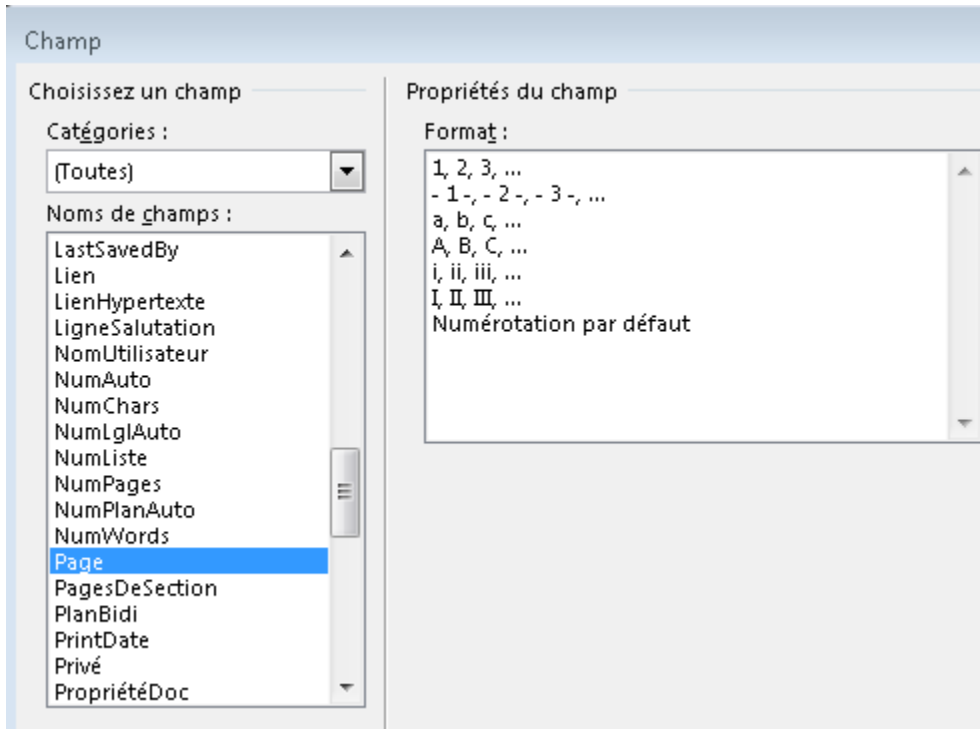 Champ
Choisissez un champ
Catégories :
(Toutes)
Noms de champs :
LastSavedBy
Lien
LienHypertexte
LigneSalutation
NomUtilisateur
NumAuto
NumChars
NumLglAuto
NumListe
NumPages
NumPlanAuto
NumWords
Page
PagesDeSection
PlanBidi
PrintDate
Privé
PropriétéDoc
Propriétés du champ
Format :
1, 2, 3, ...
- 1 -, - 2 -, - 3 -, ...
a, b, c, ...
A, B, C, ...
i, ii, iii, ...
I, II, III, ...
Numérotation par défaut